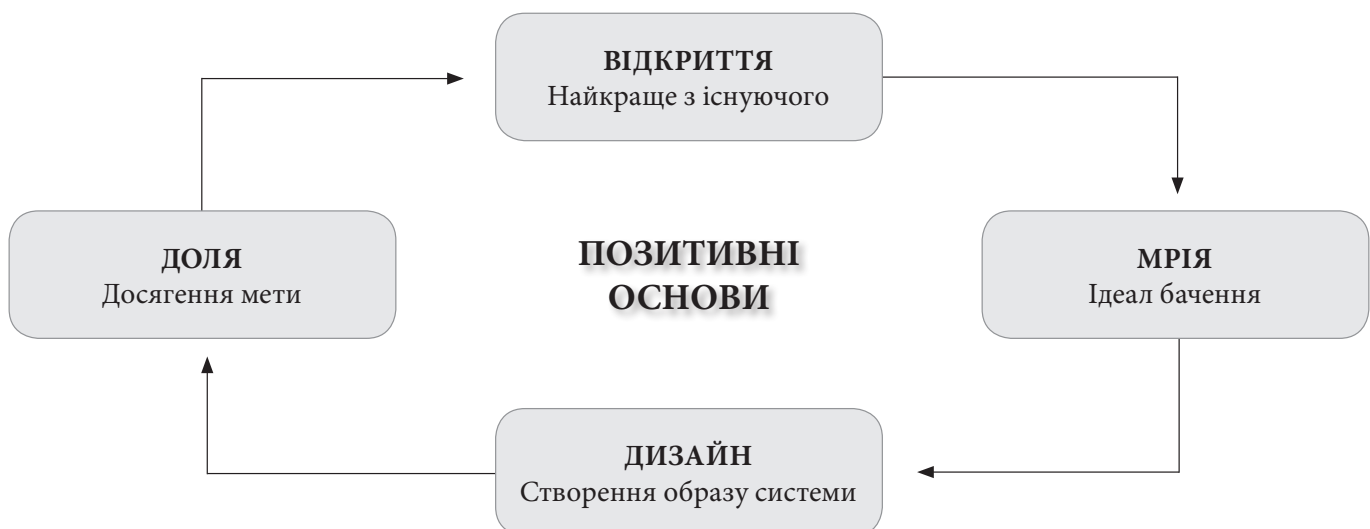 ВІДКРИТТЯ
Найкраще з існуючого
ДОЛЯ
Досягення мети
ПОЗИТИВНІ
ОСНОВИ
МРІЯ
Ідеал бачення
ДИЗАЙН
Створення образу системи